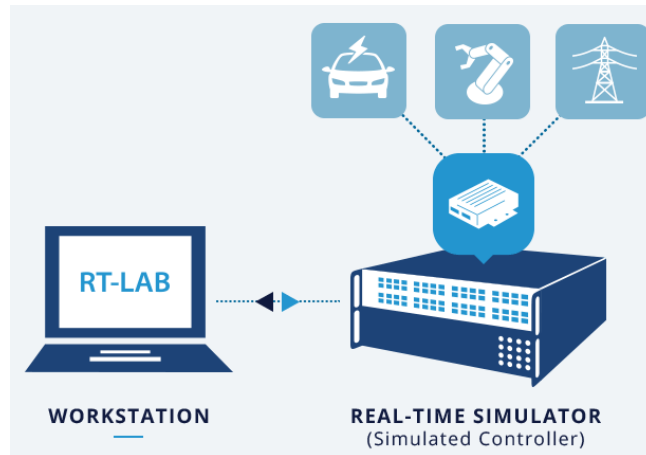 RT-LAB
WORKSTATION
REAL-TIME SIMULATOR
(Simulated Controller)